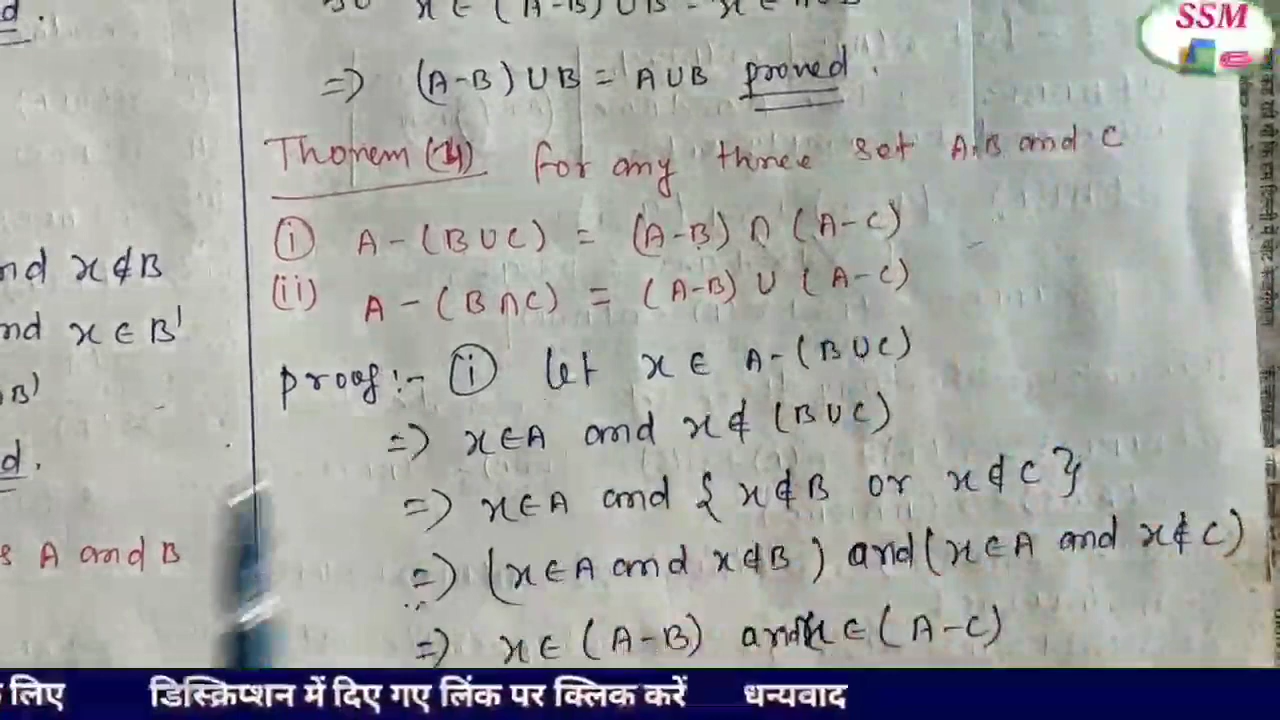 d.
nd x ∉ B
nd x ∈ B'
B)
d.
s A and B
x ∈ (A-B) ∪ B
=> (A-B) ∪ B = A ∪ B proved.
Thorem (4) for any three set A,B and C
(i) A-(B∪C) = (A-B) ∩ (A-C)
(ii) A-(B∩C) = (A-B) ∪ (A-C)
proof:- (i) let x ∈ A-(B∪C)
=> x∈A and x ∉ (B∪C)
=> x∈A and { x∉B or x∉C }
=> (x∈A and x∉B) and (x∈A and x∉C)
=> x∈(A-B) and x∈(A-C)
SSM
लिए डिस्क्रिप्शन में दिए गए लिंक पर क्लिक करें धन्यवाद